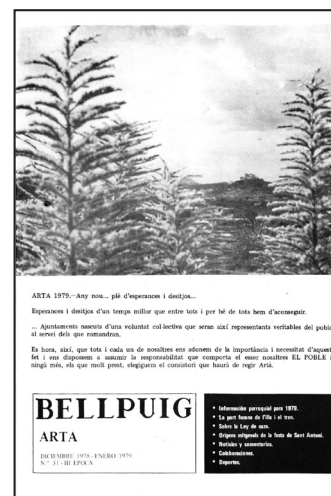 ARTA 1979.—Any nou... plè d'esperances i desitjos...
Esperances i desitjos d'un temps millor que entre tots i per bé de tots hem d'aconseguir.
... Ajuntaments nascuts d'una voluntat col·lectiva que seran així representants veritables del poble
al servei dels que romandran.
Es hora, així, que tots i cada un de nosaltres ens adonem de la importància i necessitat d'aquest
fet i ens dispossem a assumir la responsabilitat que comporta el esser nosaltres EL POBLE i
ningú més, els que molt prest, elegiguem el consistori que haurà de regir Artá.
BELLPUIG
ARTA
DICIEMBRE 1978 - ENERO 1979
N.º 31 - III EPOCA
• Información parroquial para 1979.
• La part forana de l'illa i el tren.
• Sobre la Ley de caza.
• Orígens mitgevals de la festa de Sant Antoni.
• Noticias y comentarios.
• Colaboraciones.
• Deportes.